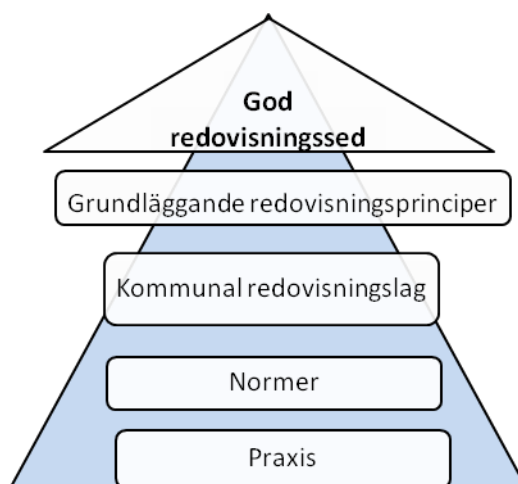 God
redovisningssed
Grundläggande redovisningsprinciper
Kommunal redovisningslag
Normer
Praxis